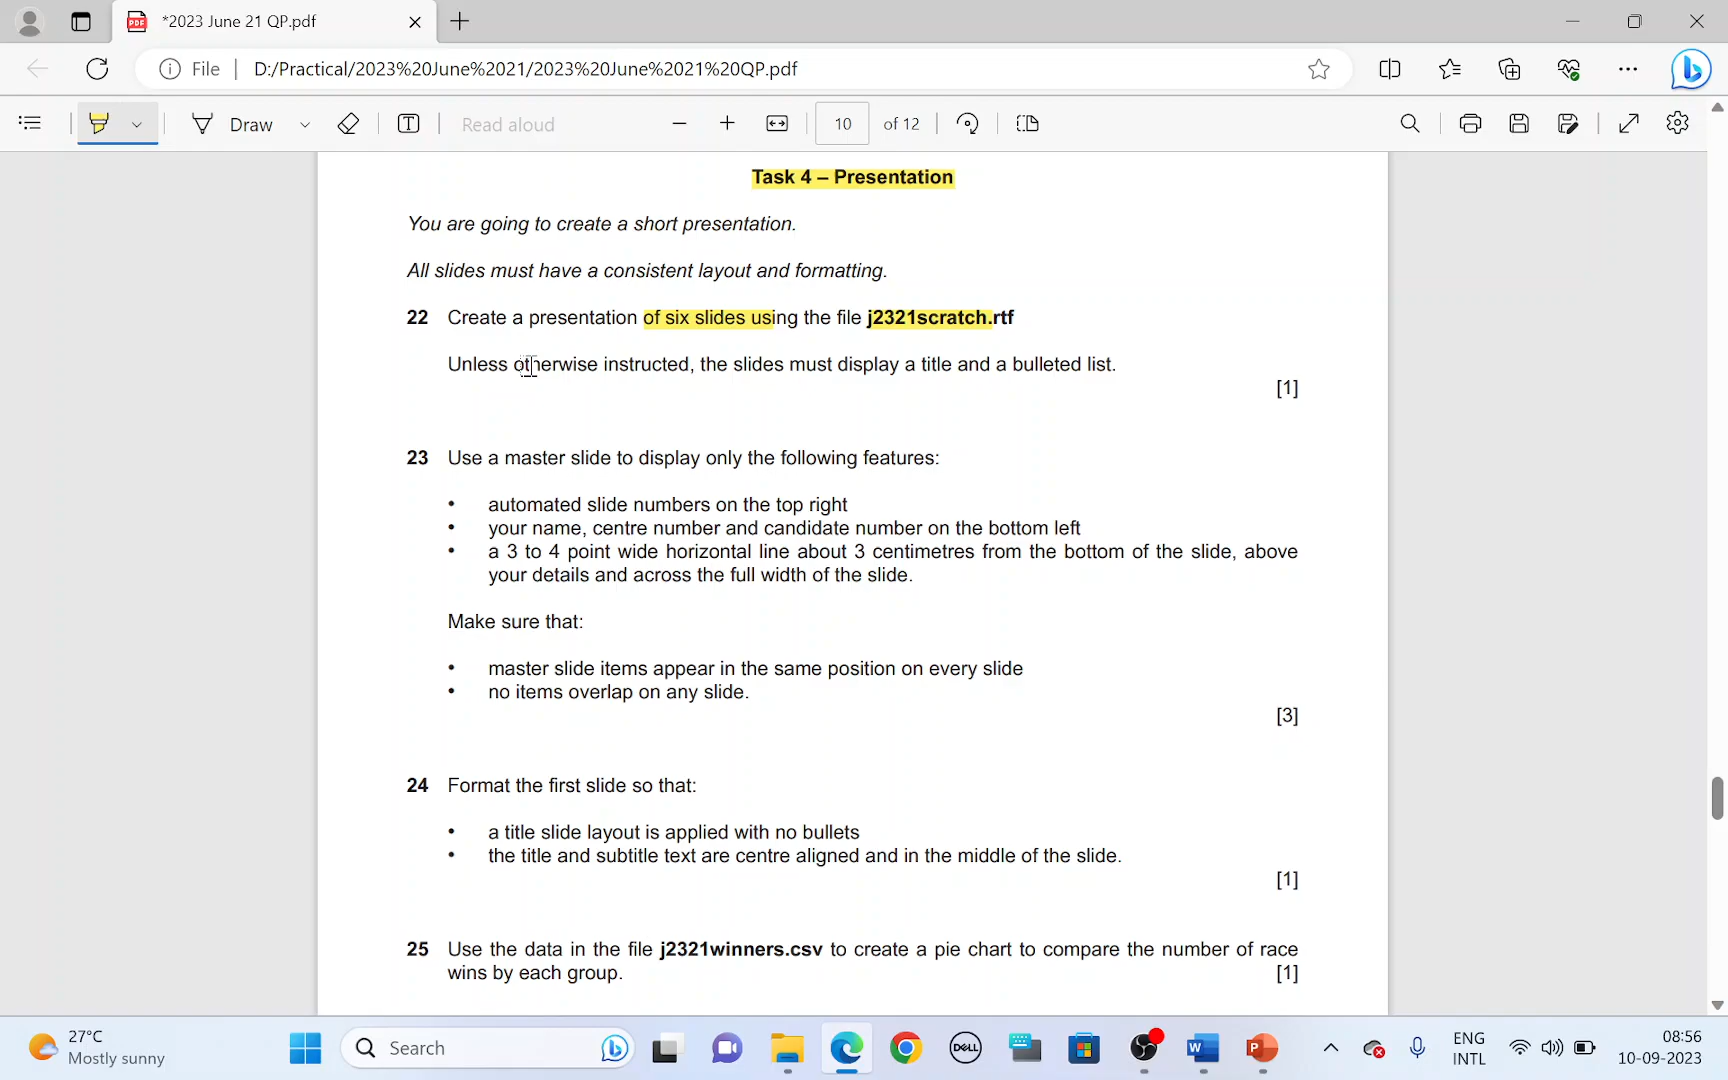 *2023 June 21 QP.pdf
File
D:/Practical/2023%20June%2021/2023%20June%2021%20QP.pdf
Draw
Read aloud
10
of 12
Task 4 – Presentation
You are going to create a short presentation.
All slides must have a consistent layout and formatting.
22 Create a presentation of six slides using the file j2321scratch.rtf
Unless otherwise instructed, the slides must display a title and a bulleted list.
[1]
23 Use a master slide to display only the following features:
• automated slide numbers on the top right
• your name, centre number and candidate number on the bottom left
• a 3 to 4 point wide horizontal line about 3 centimetres from the bottom of the slide, above
your details and across the full width of the slide.
Make sure that:
• master slide items appear in the same position on every slide
• no items overlap on any slide.
[3]
24 Format the first slide so that:
• a title slide layout is applied with no bullets
• the title and subtitle text are centre aligned and in the middle of the slide.
[1]
25 Use the data in the file j2321winners.csv to create a pie chart to compare the number of race
wins by each group. [1]
27°C
Mostly sunny
Search
DELL
ENG
INTL
08:56
10-09-2023